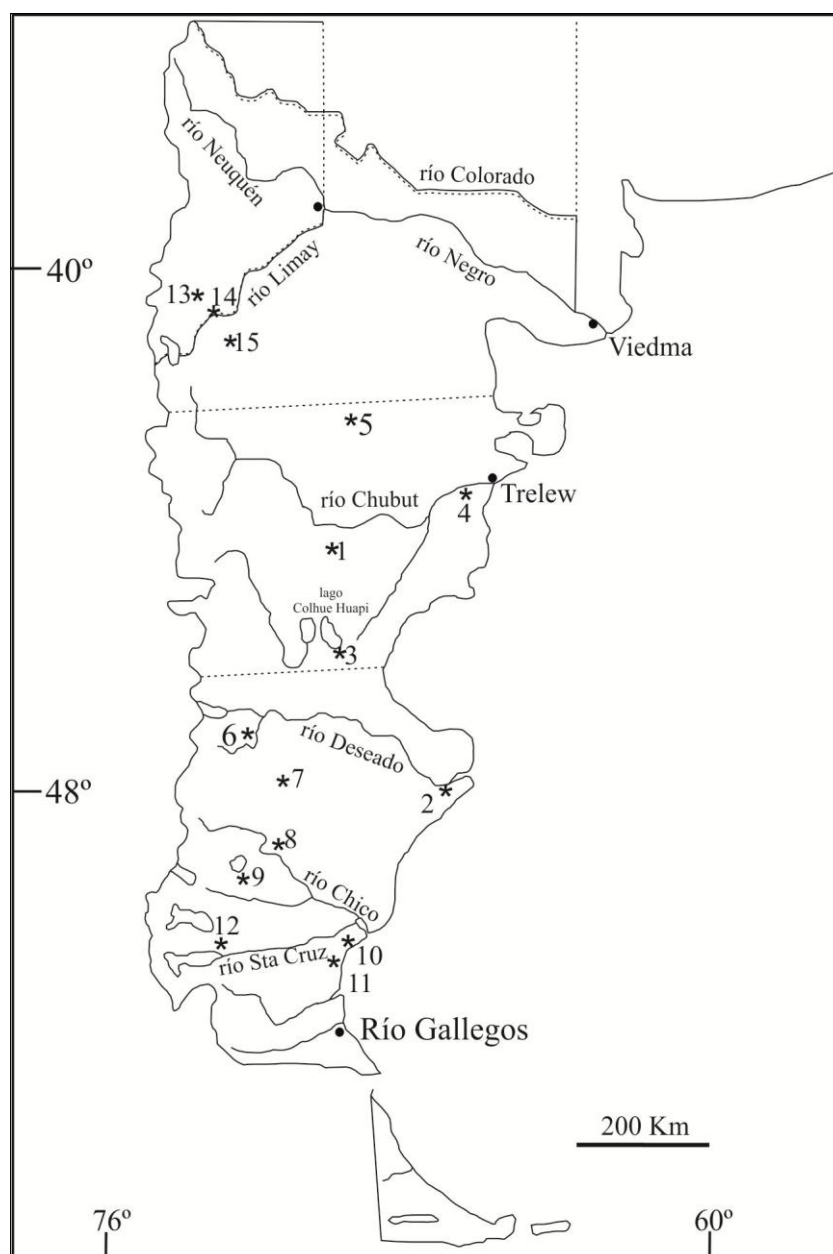 río Neuquén
río Colorado
río Negro
río Limay
40º
13* 14
*
*15
Viedma
*5
Trelew
río Chubut
*
4
*1
lago
Colhue Huapi
*3
6*
río Deseado
*7
48º
2*
*8
*9
río Chico
12
*
río Sta Cruz
*10
*
11
Río Gallegos
200 Km
76º
60º